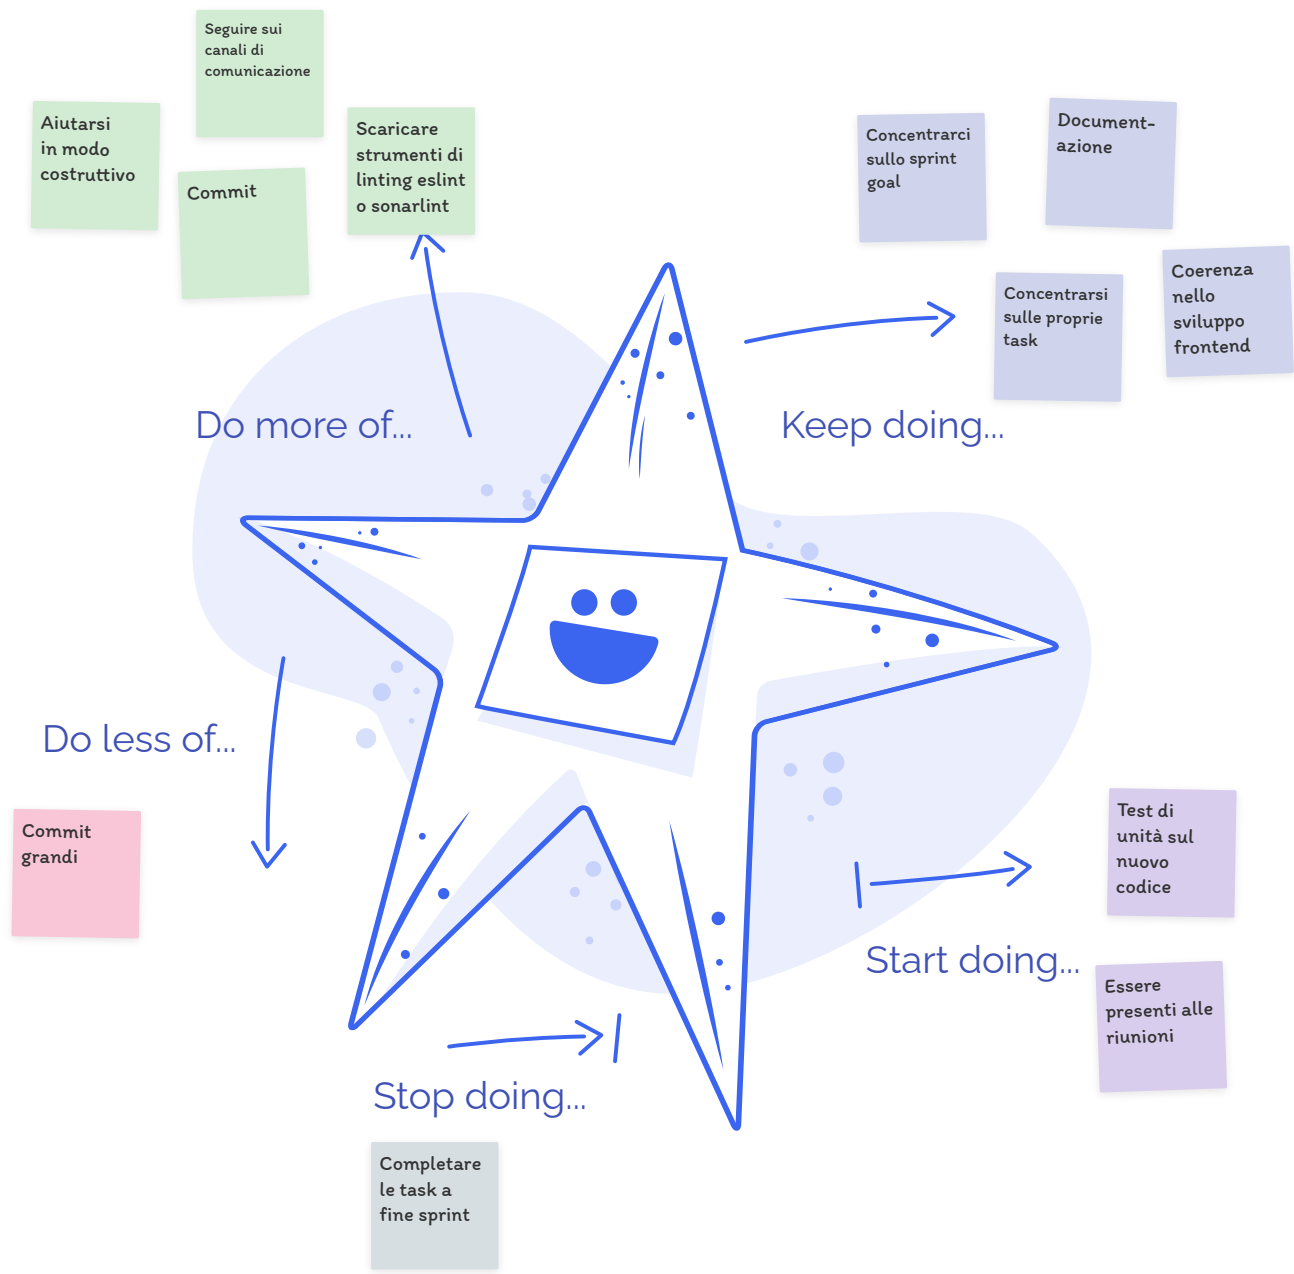 Seguire sui
canali di
comunicazione
Aiutarsi
in modo
costruttivo
Commit
Scaricare
strumenti di
linting eslint
o sonarlint
Do more of...
Concentrarci
sullo sprint
goal
Document-
azione
Concentrarsi
sulle proprie
task
Coerenza
nello
sviluppo
frontend
Keep doing...
Do less of...
Commit
grandi
Test di
unità sul
nuovo
codice
Start doing...
Essere
presenti alle
riunioni
Stop doing...
Completare
le task a
fine sprint